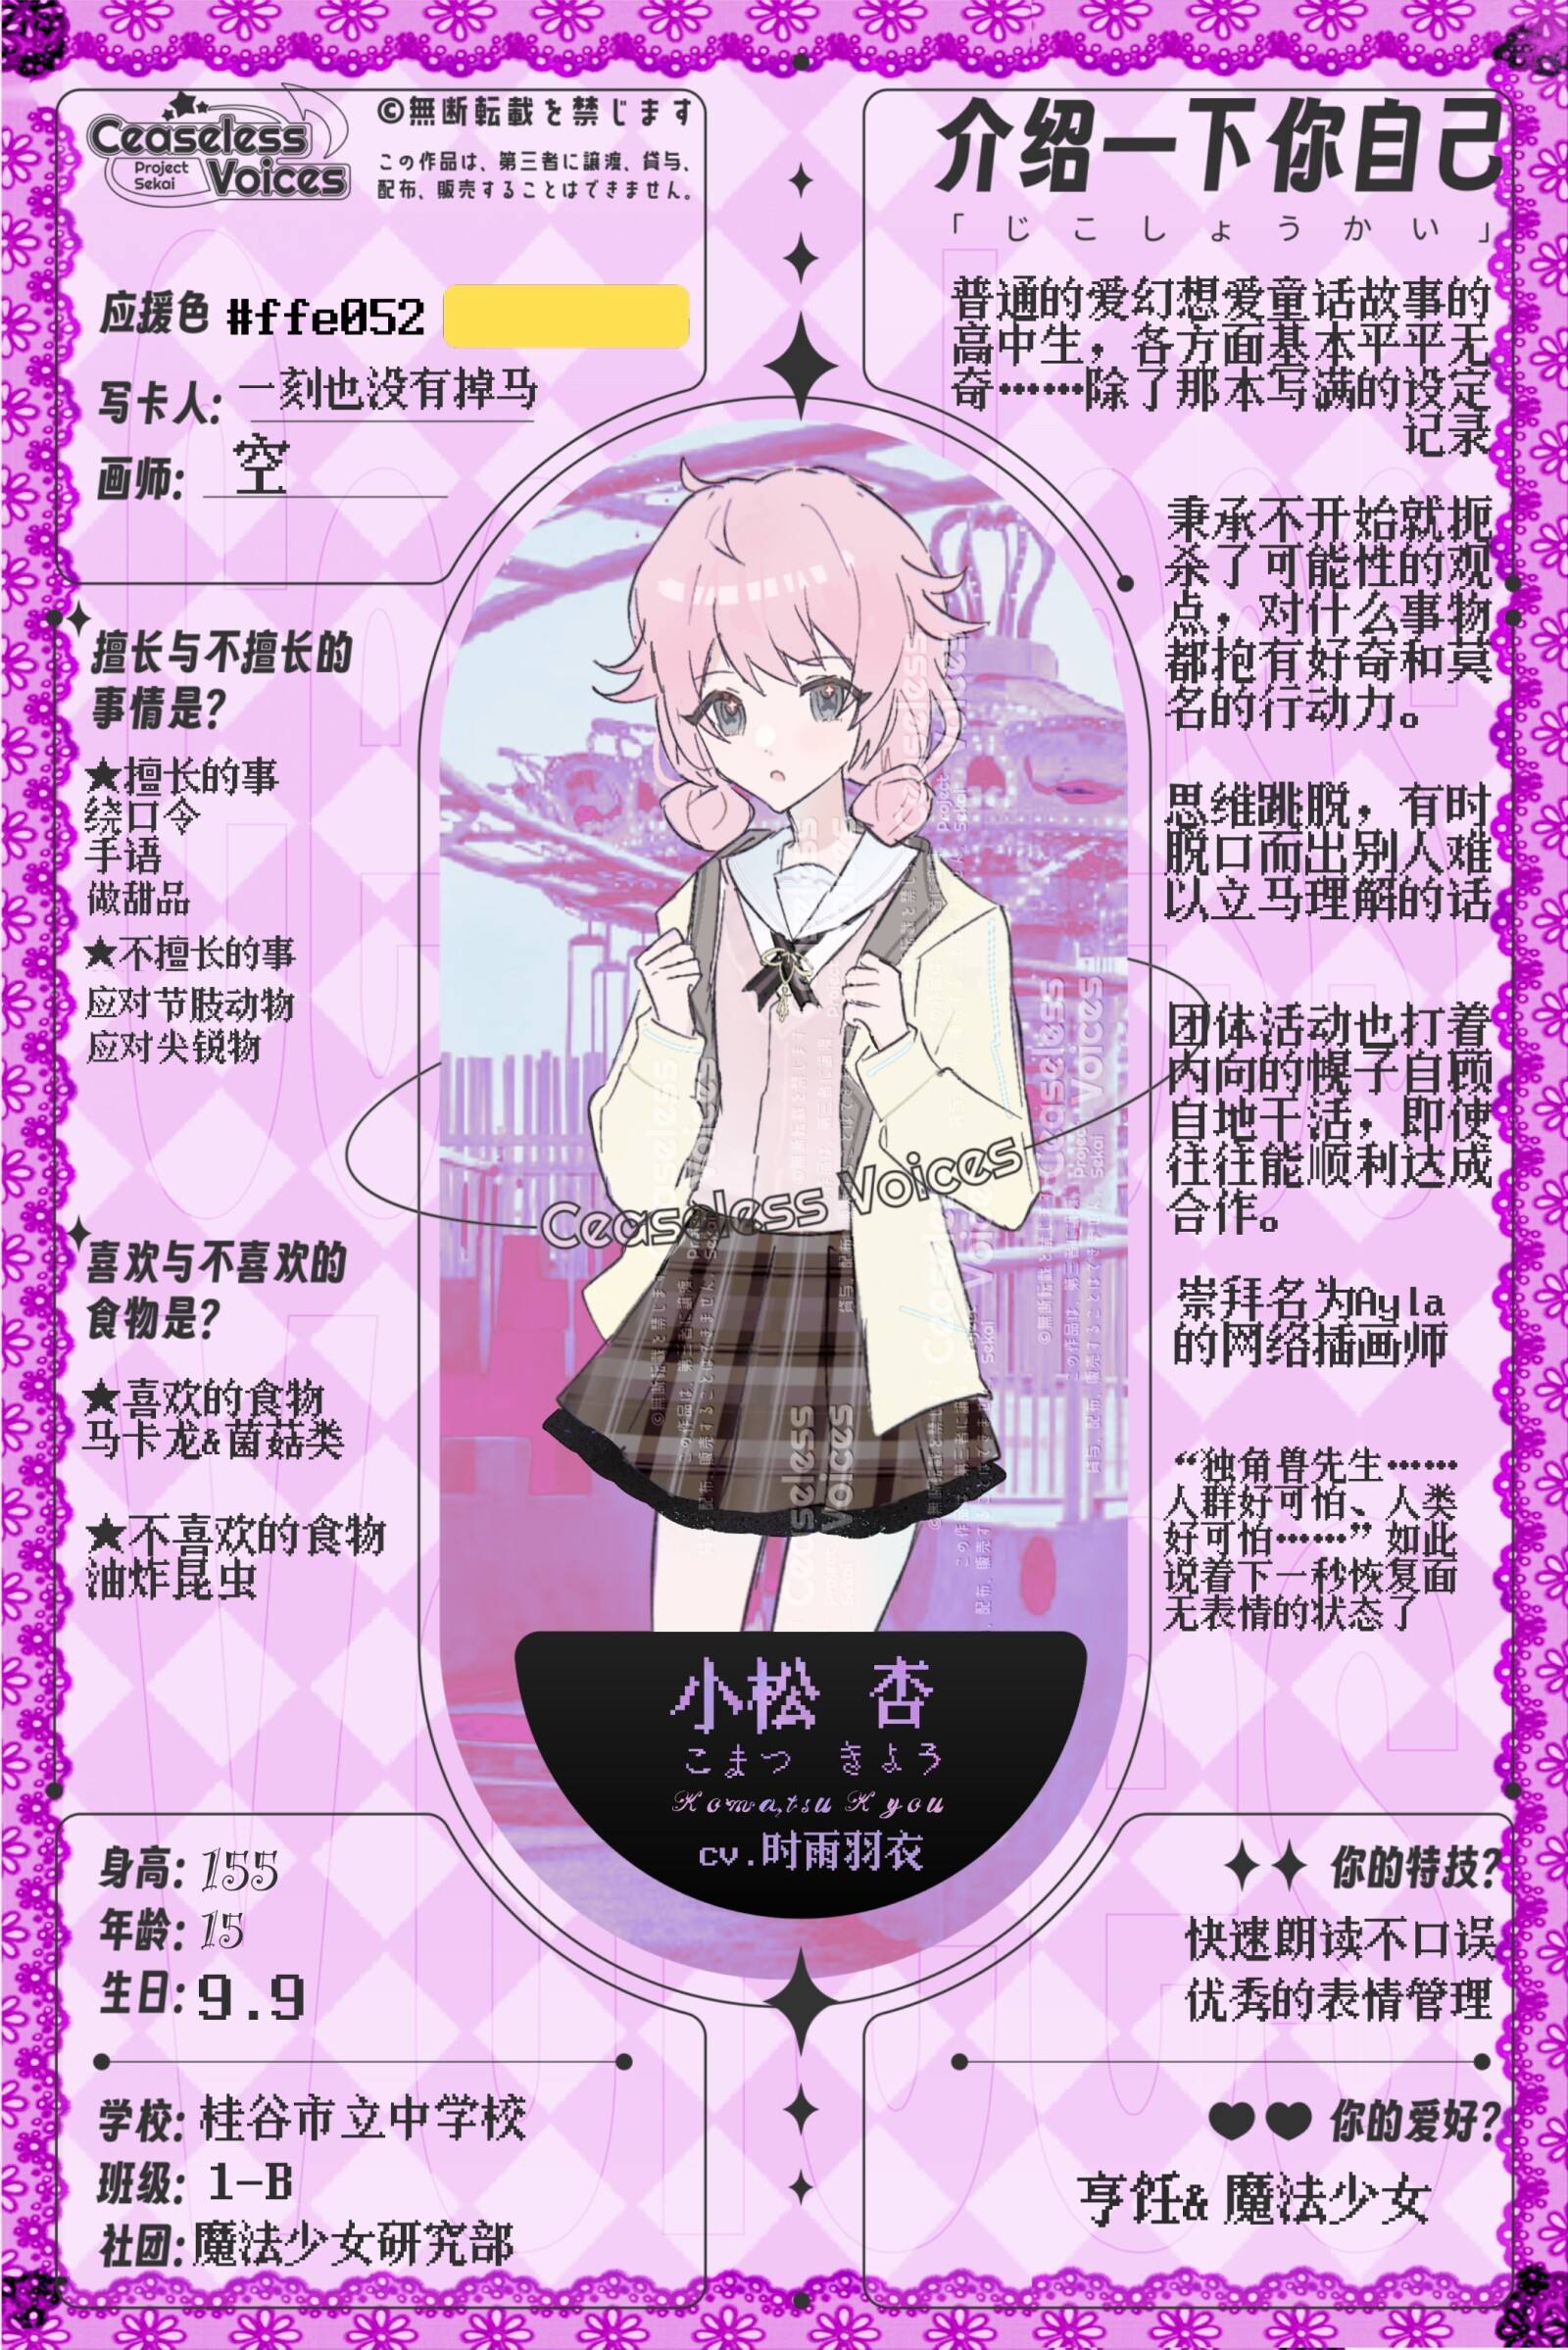 Ceaseless
Project
Sekai
Voices
©無断転載を禁じます
この作品は、第三者に譲渡、貸与、
配布、販売することはできません。
应援色 #ffe052
写卡人: 一刻也没有掉马
画师: 空
介绍一下你自己
「じこしょうかい」
普通的爱幻想爱童话故事的
高中生，各方面基本平平无
奇……除了那本写满的设定
记录
秉承不开始就扼
杀了可能性的观
点，对什么事物
都抱有好奇和莫
名的行动力。
思维跳脱，有时
脱口而出别人难
以立马理解的话
团体活动也打着
内向的幌子自顾
自地干活，即使
往往能顺利达成
合作。
崇拜名为Ayla
的网络插画师
“独角兽先生……
人群好可怕、人类
好可怕……”如此
说着下一秒恢复面
无表情的状态了
擅长与不擅长的
事情是?
★擅长的事
绕口令
手语
做甜品
★不擅长的事
应对节肢动物
应对尖锐物
喜欢与不喜欢的
食物是?
★喜欢的食物
马卡龙&菌菇类
★不喜欢的食物
油炸昆虫
Ceaseless Voices
小松 杏
こまつ きょう
Komatsu Kyou
cv.时雨羽衣
身高: 155
年龄: 15
生日: 9.9
学校: 桂谷市立中学校
班级: 1-B
社团: 魔法少女研究部
你的特技?
快速朗读不口误
优秀的表情管理
你的爱好?
亨饪& 魔法少女